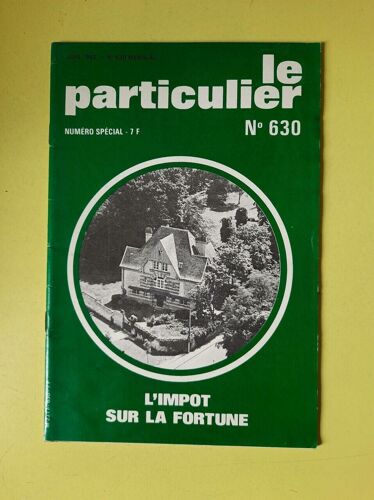 le
particulier
NUMÉRO SPÉCIAL - 7 F
N° 630
L'IMPOT
SUR LA FORTUNE